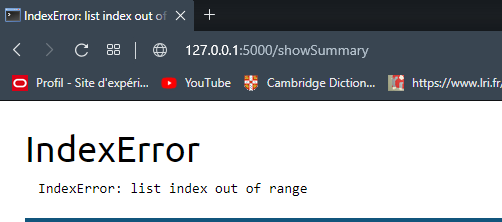 IndexError: list index out of
127.0.0.1:5000/showSummary
Profil - Site d'expéri... YouTube Cambridge Diction... https://www.lri.fr/
IndexError
IndexError: list index out of range